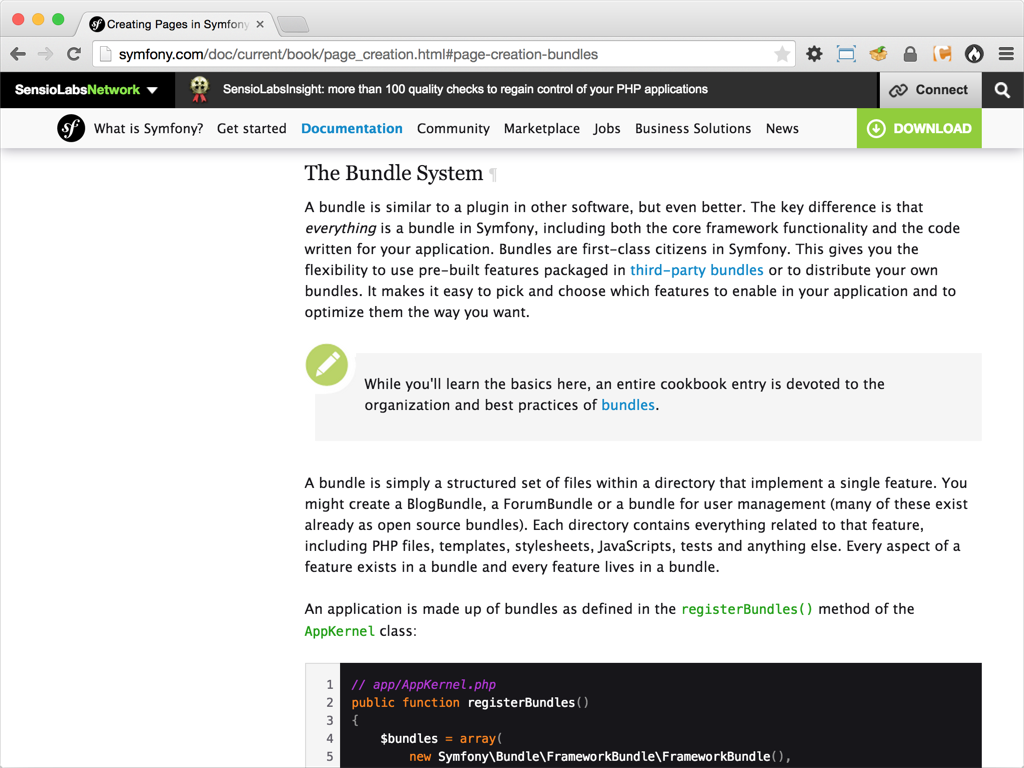 Creating Pages in Symfony
symfony.com/doc/current/book/page_creation.html#page-creation-bundles
SensioLabsNetwork
SensioLabsInsight: more than 100 quality checks to regain control of your PHP applications
Connect
sf
What is Symfony? Get started Documentation Community Marketplace Jobs Business Solutions News
DOWNLOAD
The Bundle System ¶
A bundle is similar to a plugin in other software, but even better. The key difference is that
everything is a bundle in Symfony, including both the core framework functionality and the code
written for your application. Bundles are first-class citizens in Symfony. This gives you the
flexibility to use pre-built features packaged in third-party bundles or to distribute your own
bundles. It makes it easy to pick and choose which features to enable in your application and to
optimize them the way you want.
While you'll learn the basics here, an entire cookbook entry is devoted to the
organization and best practices of bundles.
A bundle is simply a structured set of files within a directory that implement a single feature. You
might create a BlogBundle, a ForumBundle or a bundle for user management (many of these exist
already as open source bundles). Each directory contains everything related to that feature,
including PHP files, templates, stylesheets, JavaScripts, tests and anything else. Every aspect of a
feature exists in a bundle and every feature lives in a bundle.
An application is made up of bundles as defined in the registerBundles() method of the
AppKernel class:
1 // app/AppKernel.php
2 public function registerBundles()
3 {
4 $bundles = array(
5 new Symfony\Bundle\FrameworkBundle\FrameworkBundle(),